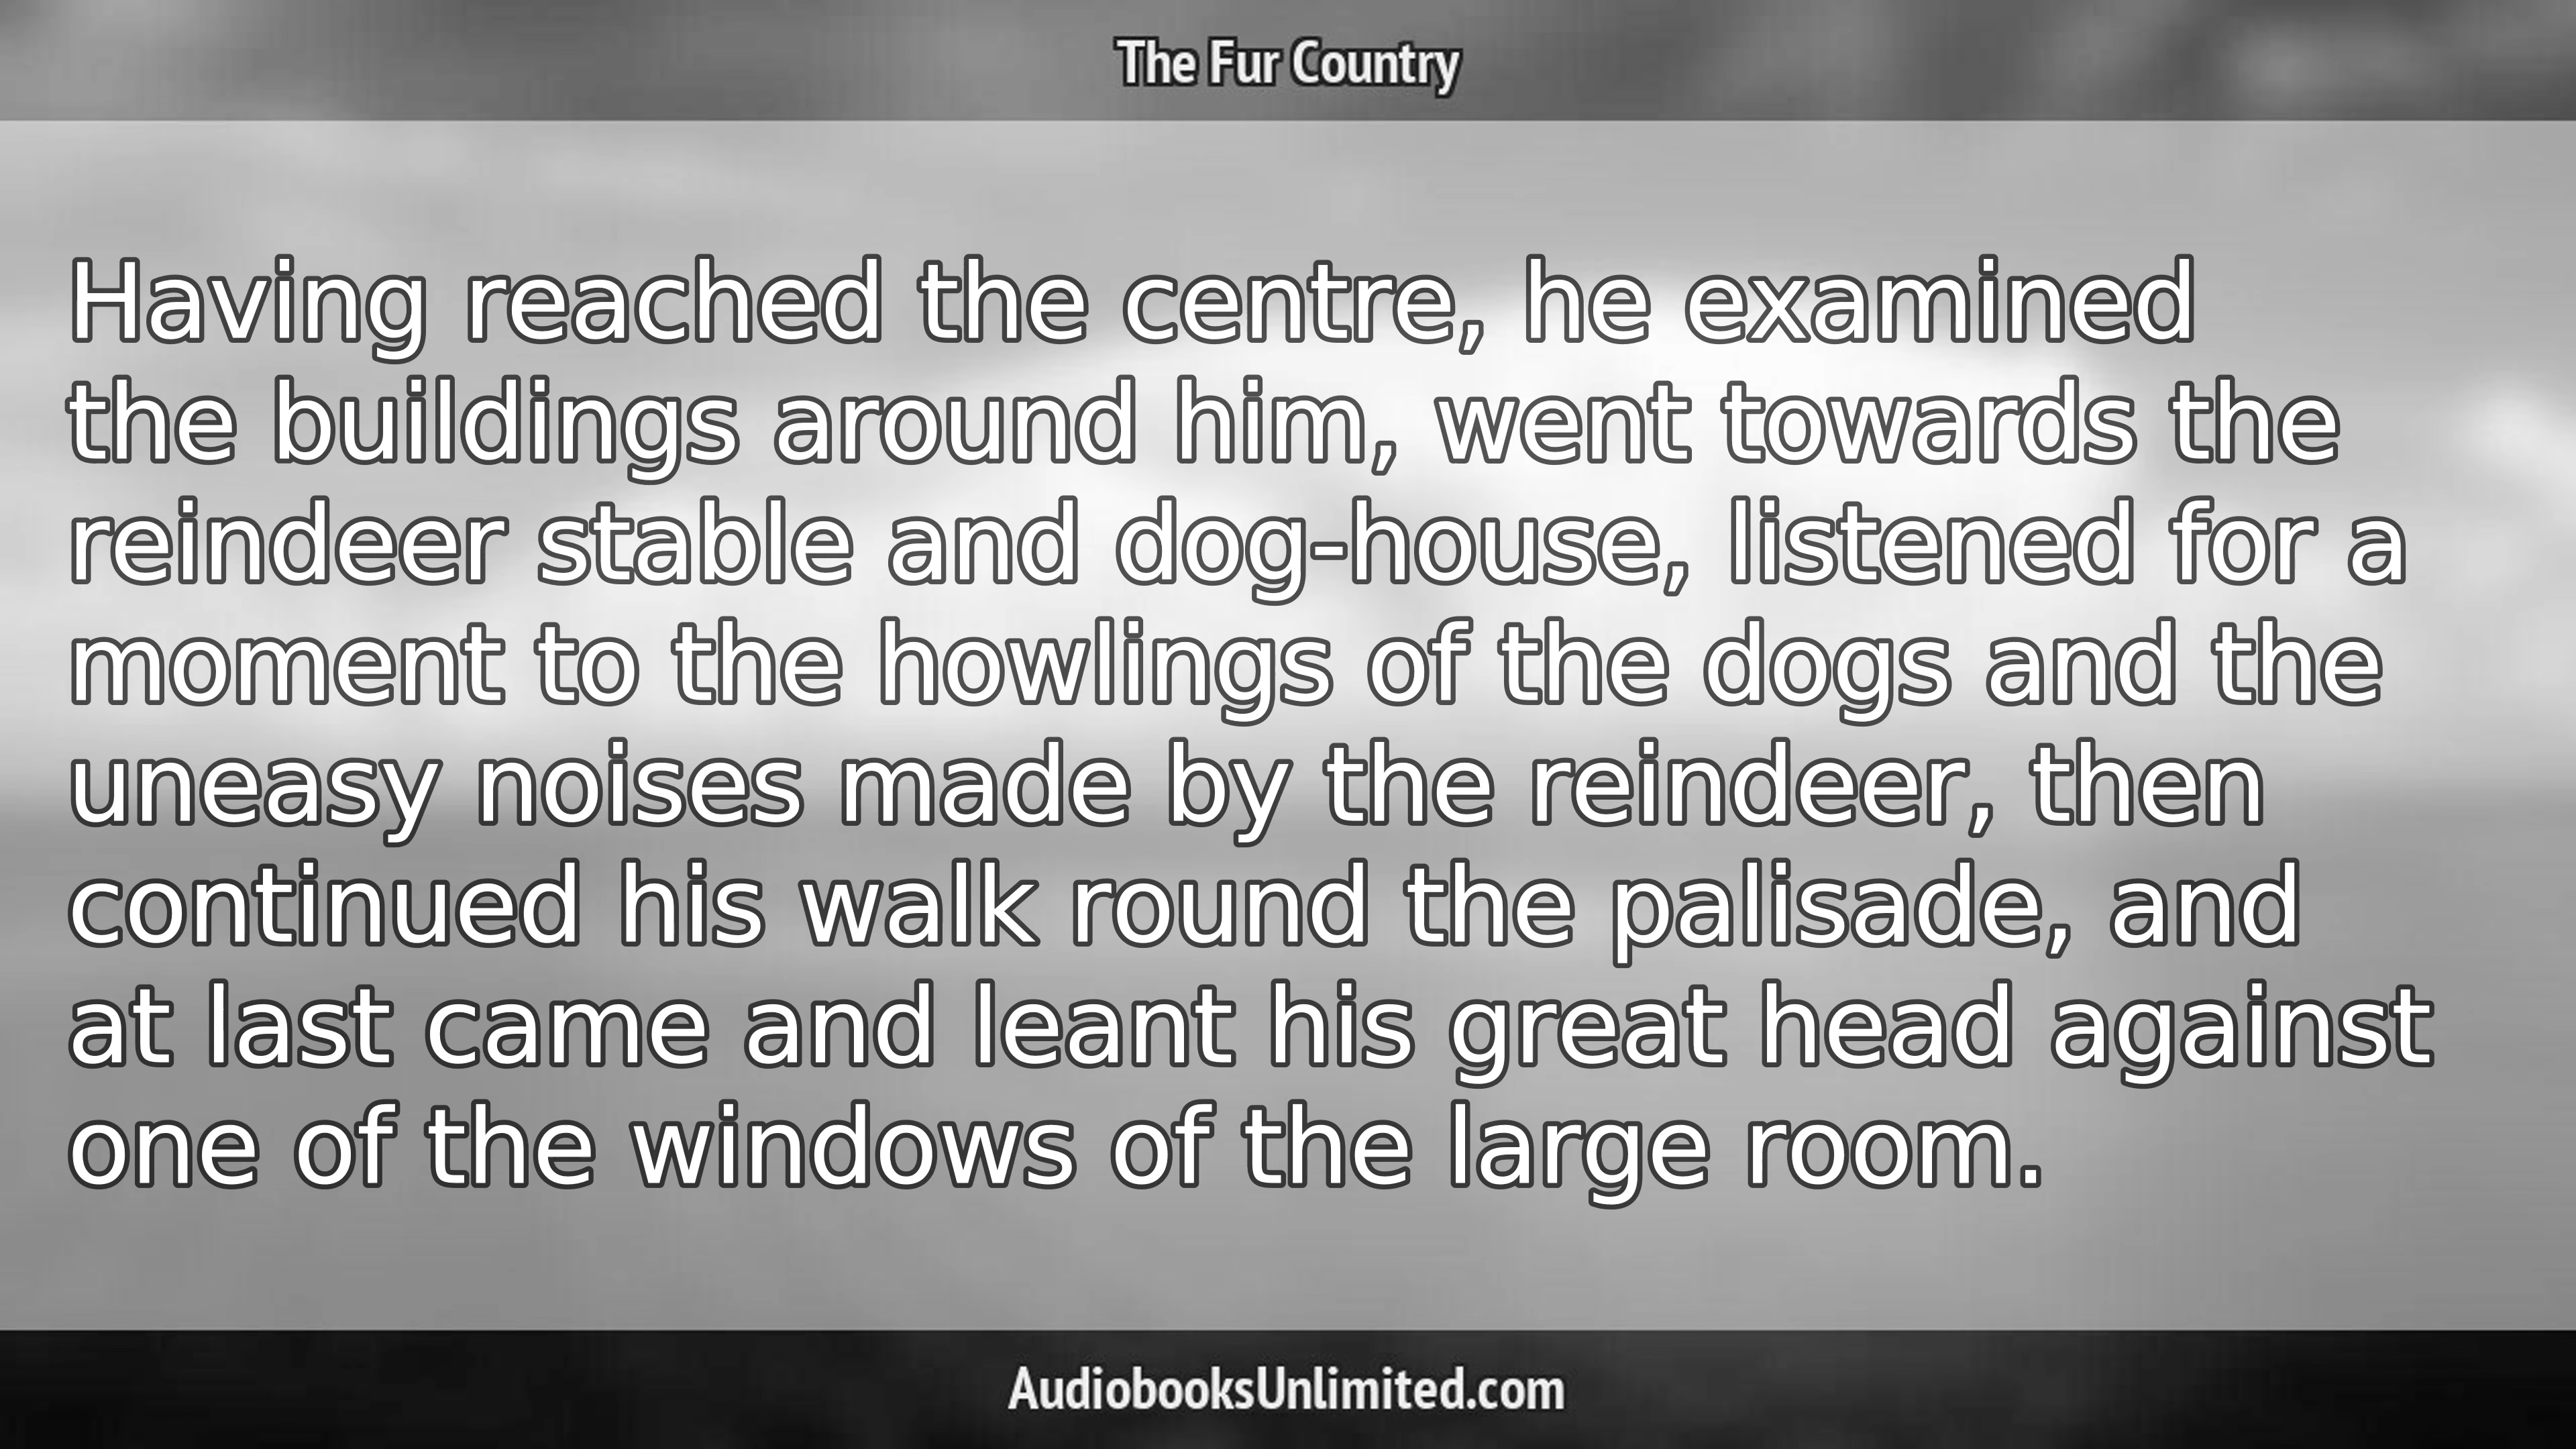 The Fur Country
Having reached the centre, he examined
the buildings around him, went towards the
reindeer stable and dog-house, listened for a
moment to the howlings of the dogs and the
uneasy noises made by the reindeer, then
continued his walk round the palisade, and
at last came and leant his great head against
one of the windows of the large room.
AudiobooksUnlimited.com